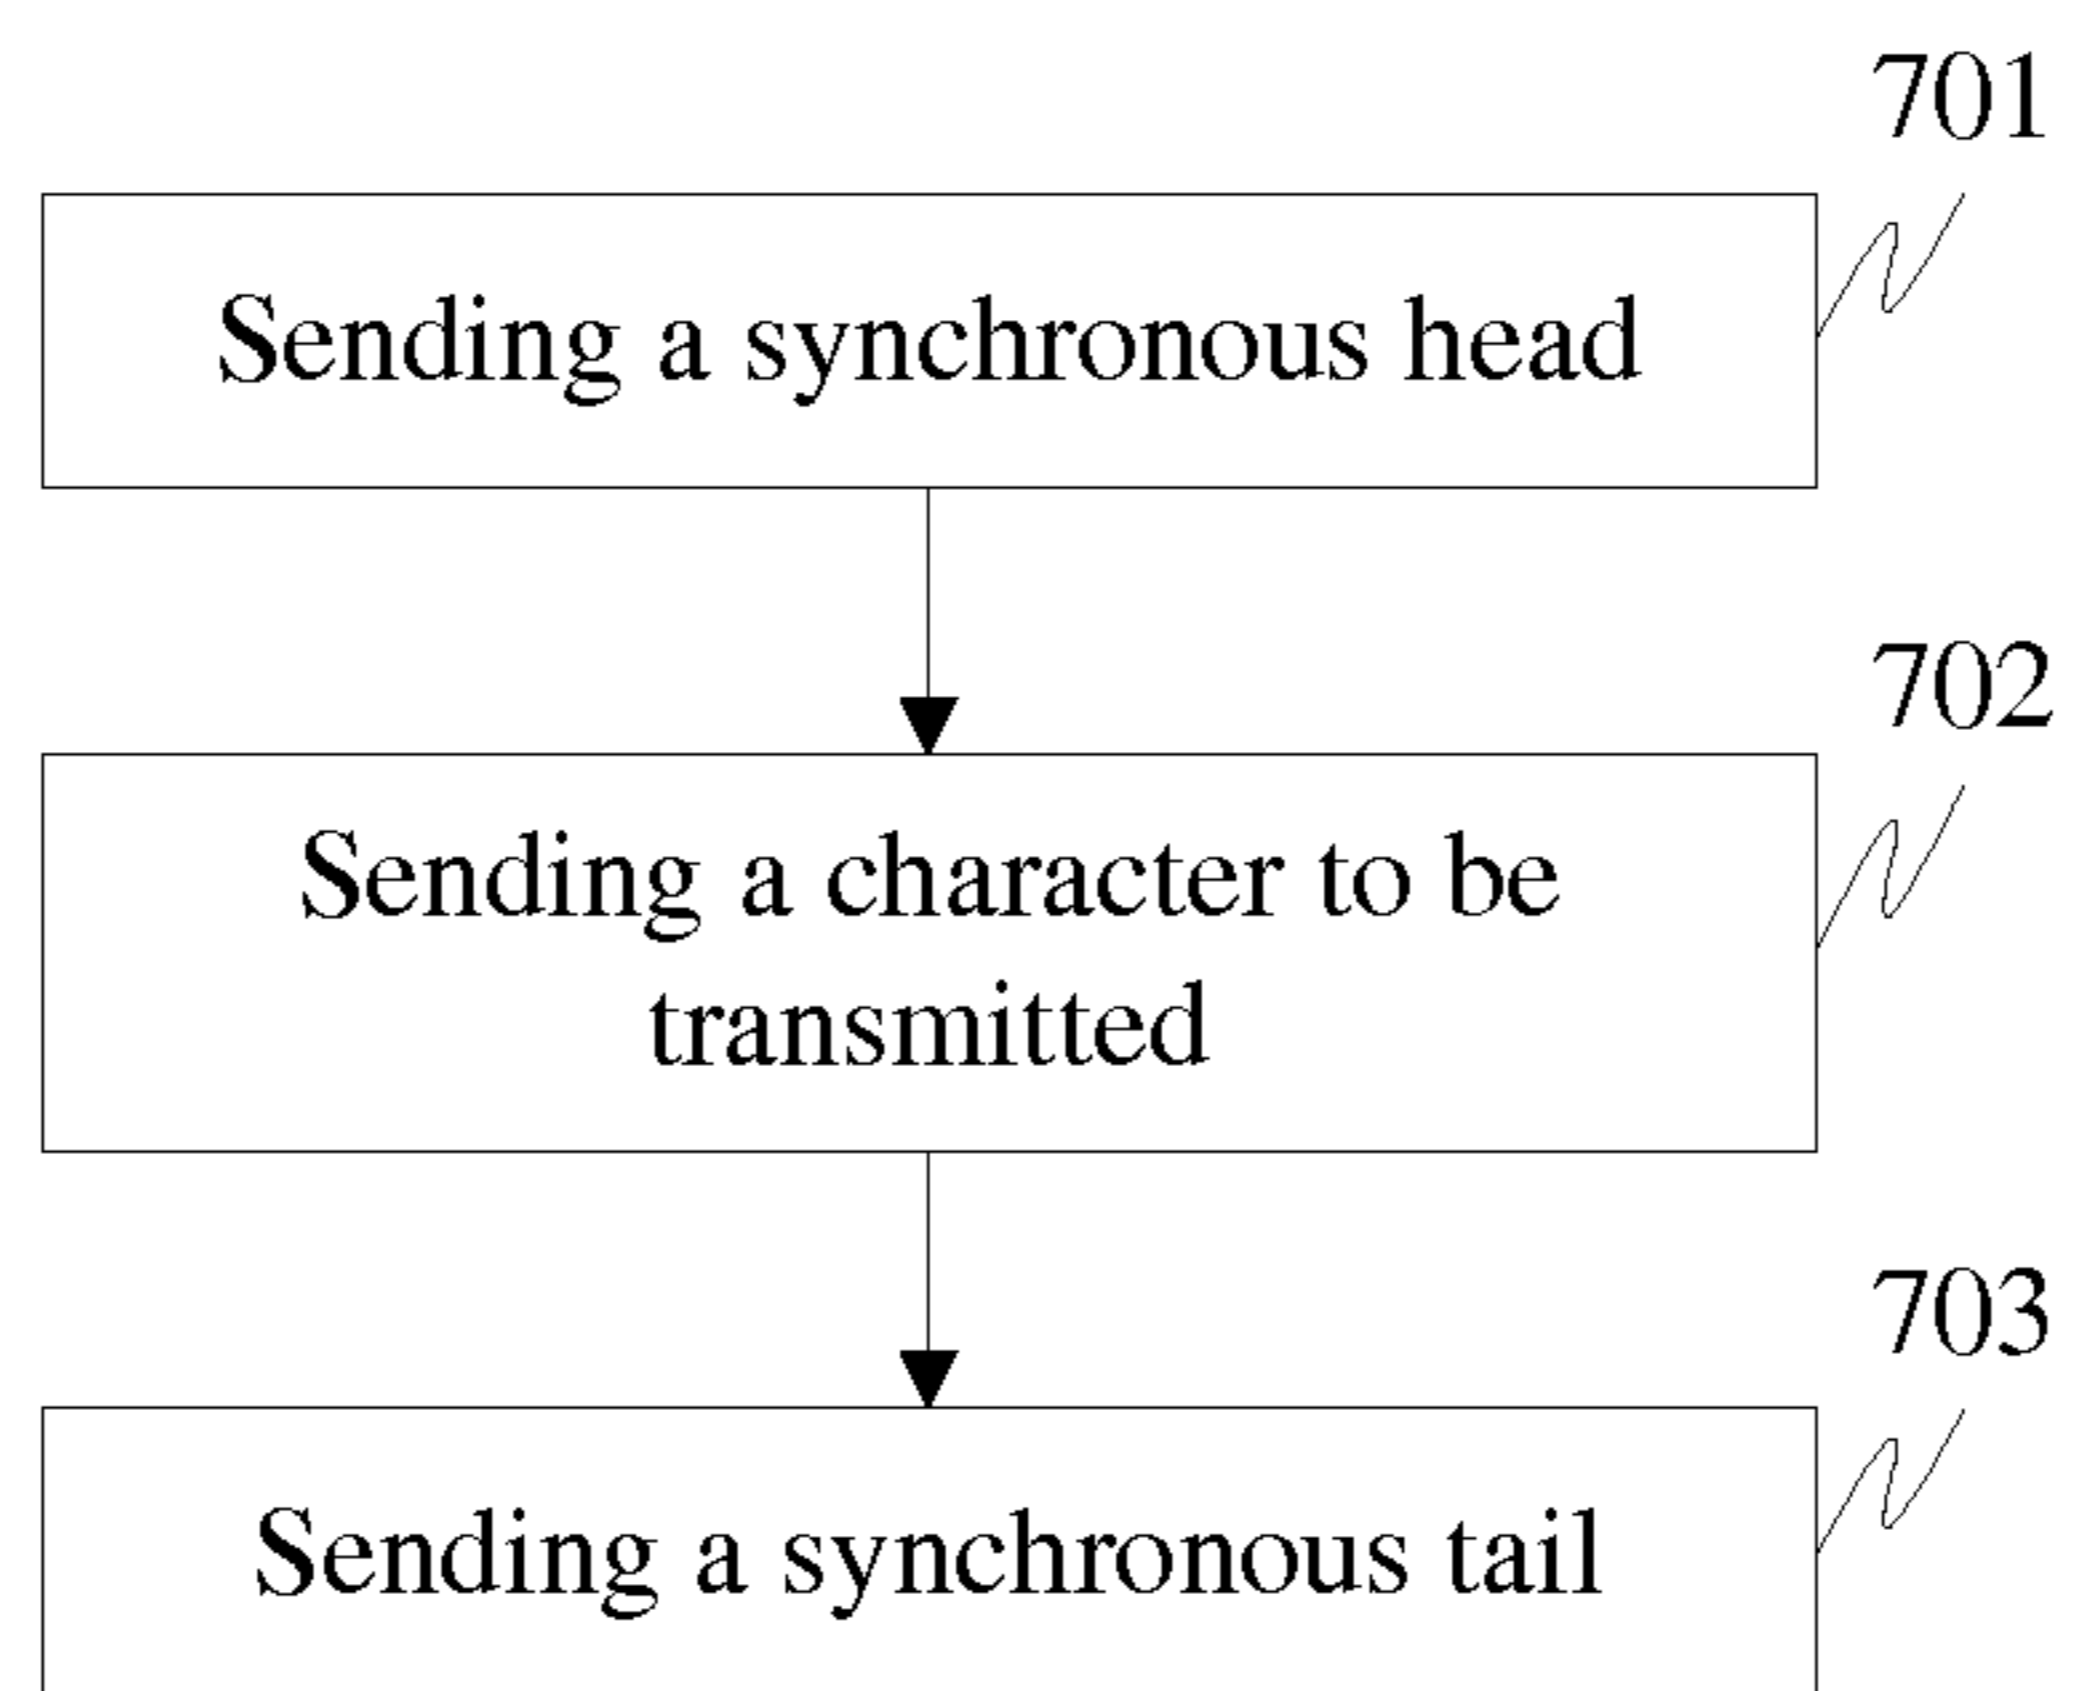 701
Sending a synchronous head
702
Sending a character to be
transmitted
703
Sending a synchronous tail